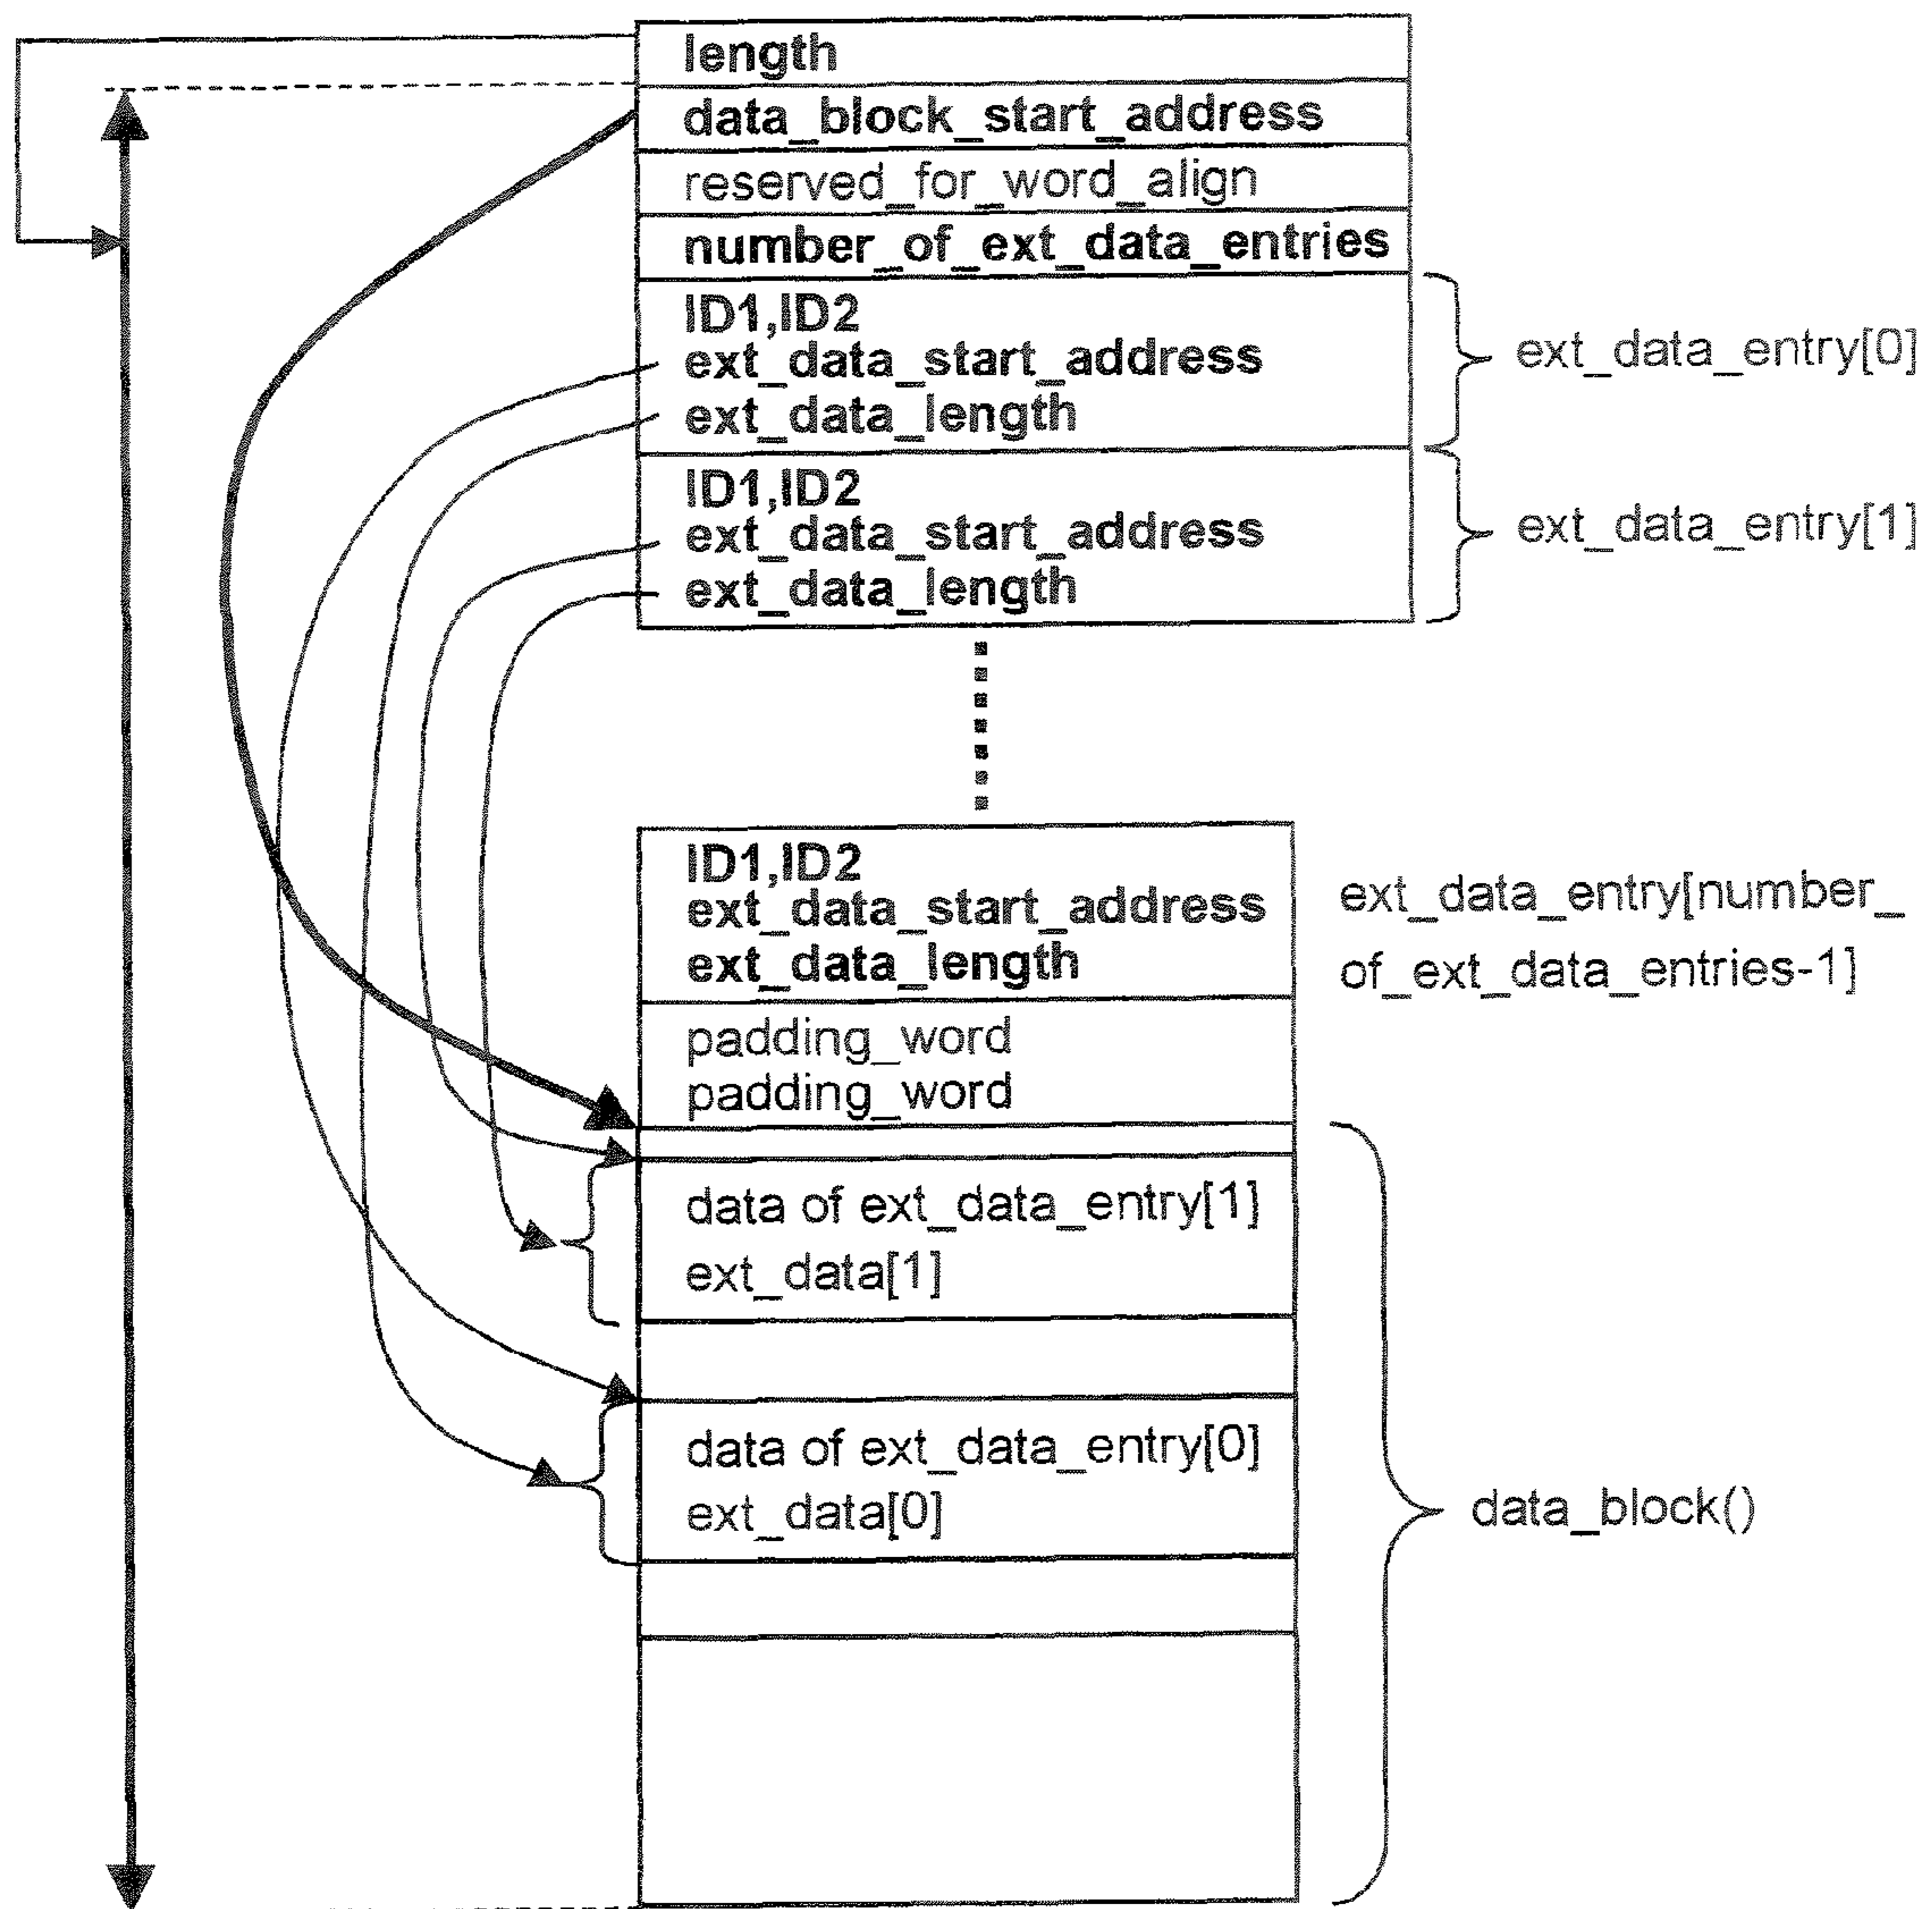 length
data_block_start_address
reserved_for_word_align
number_of_ext_data_entries
ID1,ID2
ext_data_start_address
ext_data_length
ext_data_entry[0]
ID1,ID2
ext_data_start_address
ext_data_length
ext_data_entry[1]
ID1,ID2
ext_data_start_address
ext_data_length
ext_data_entry[number_
of_ext_data_entries-1]
padding_word
padding_word
data of ext_data_entry[1]
ext_data[1]
data of ext_data_entry[0]
ext_data[0]
data_block()